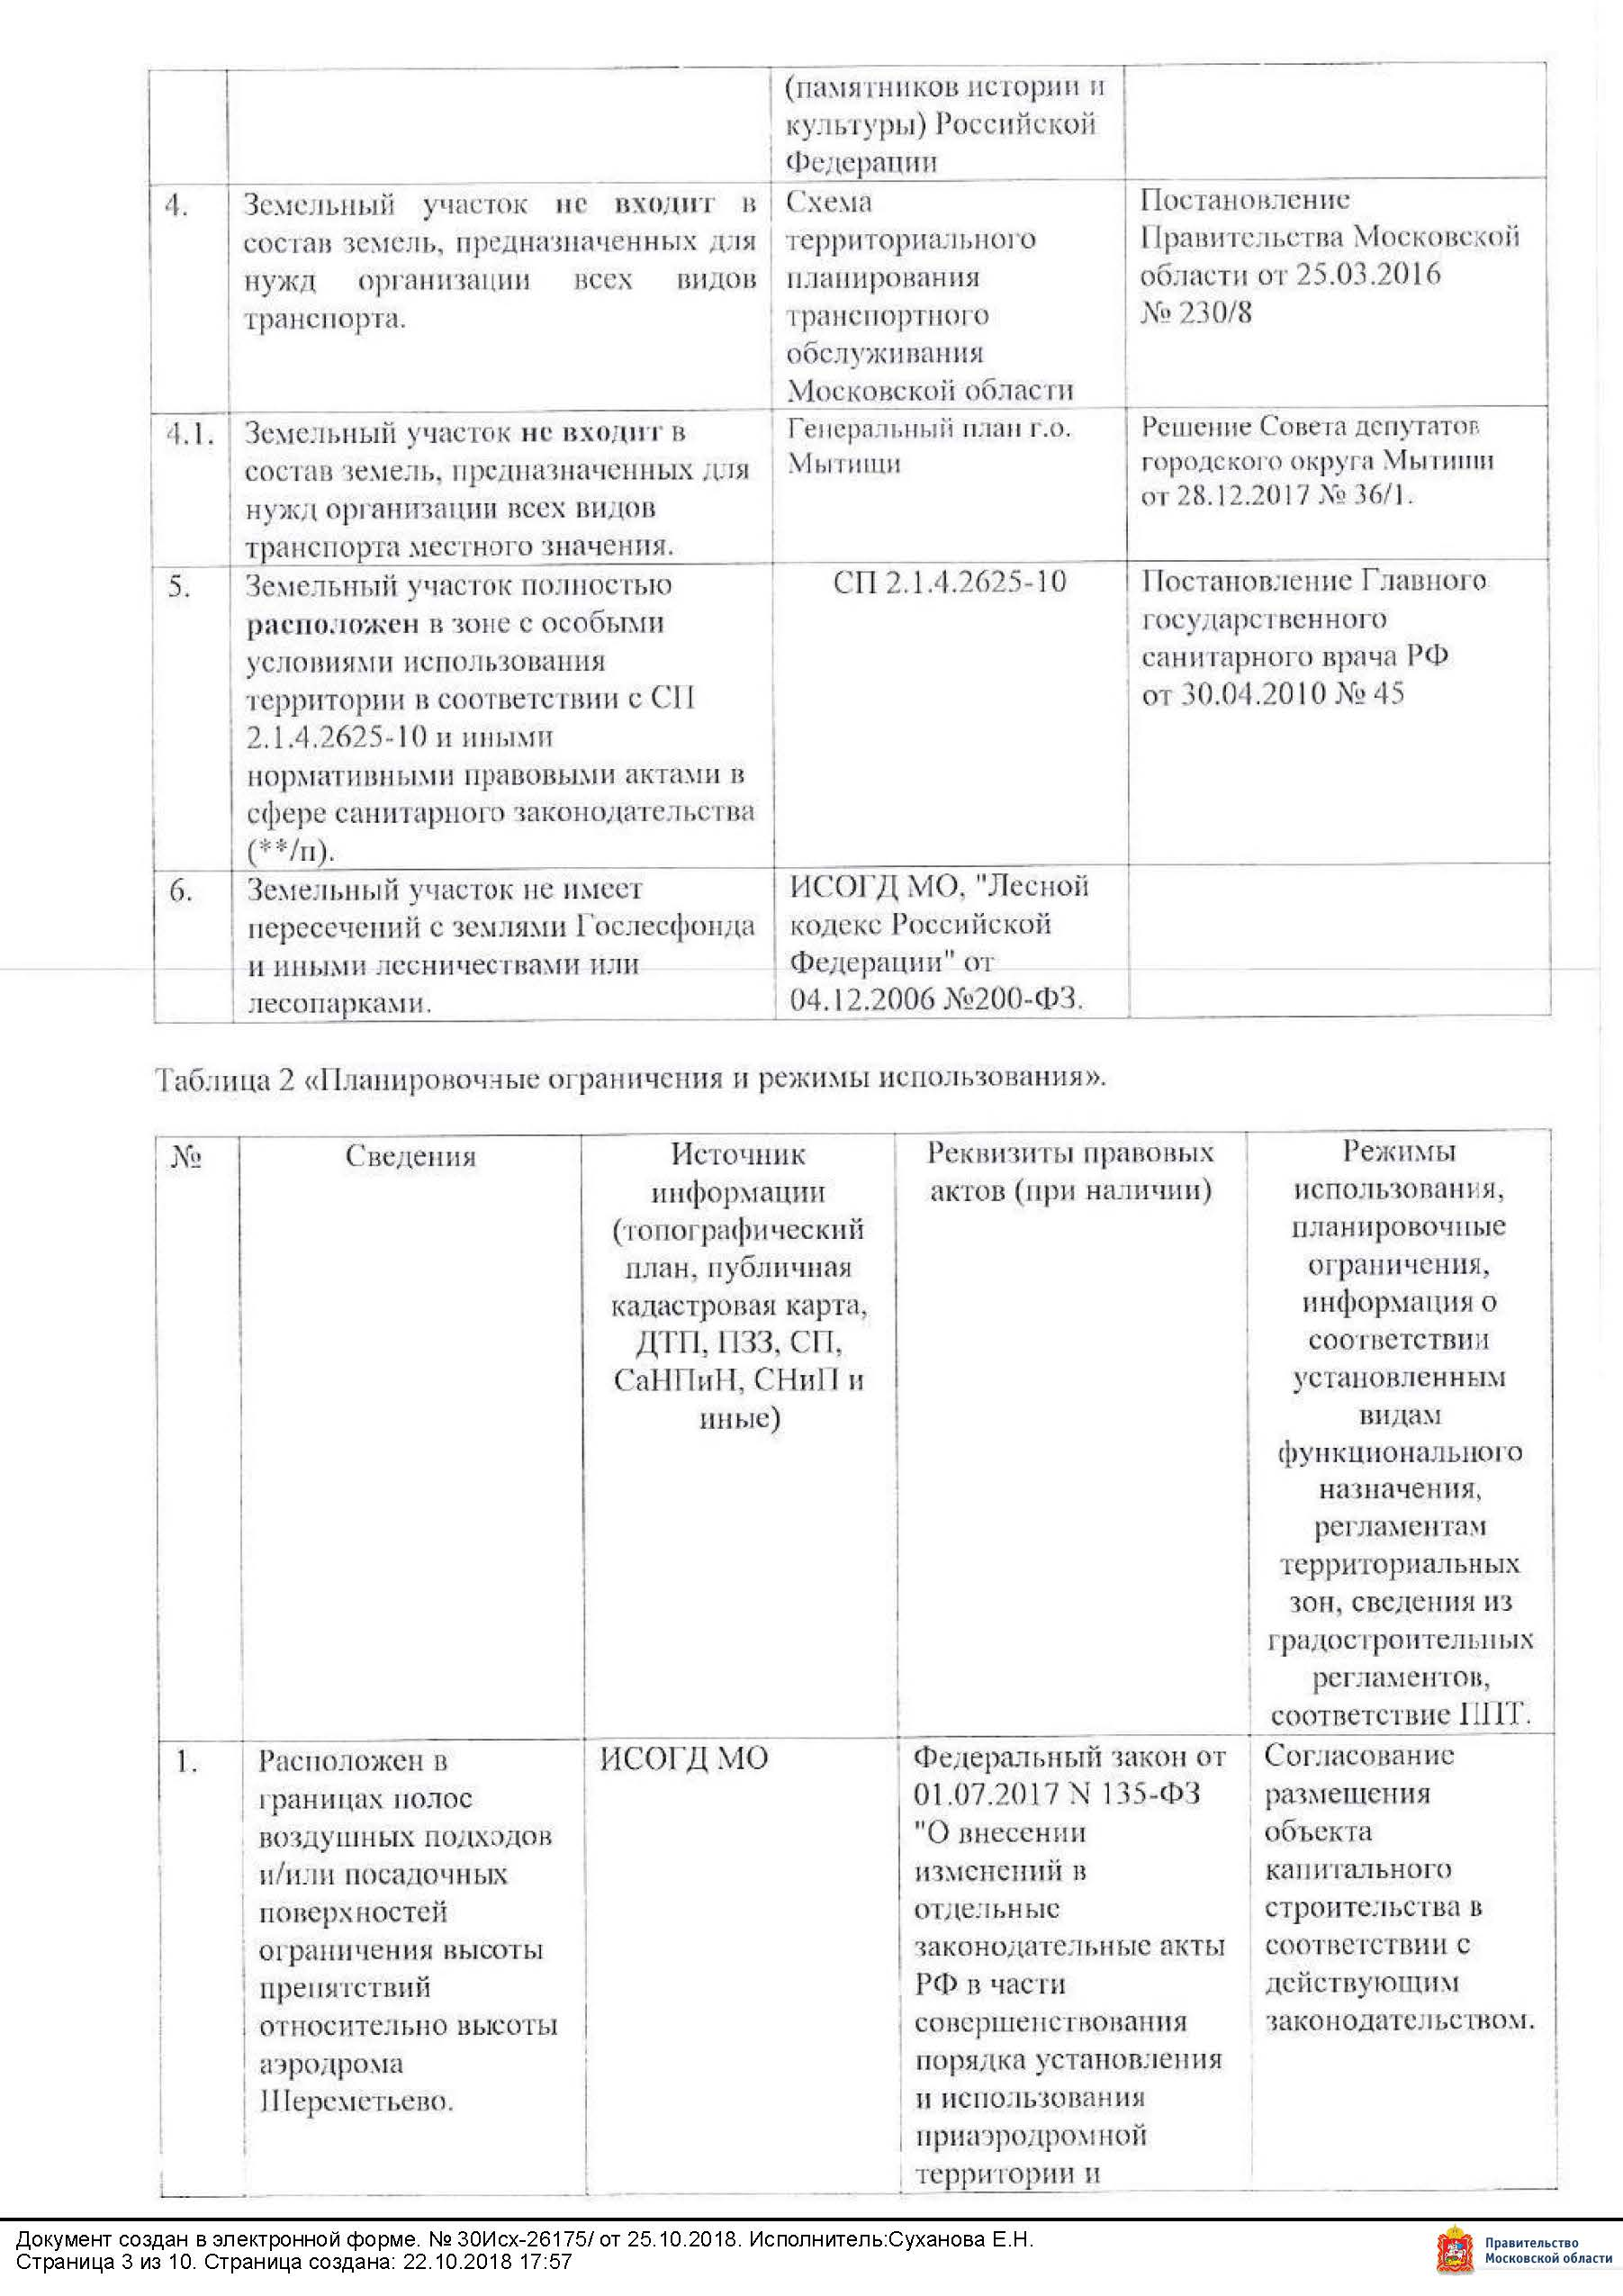 (памятников истории и
культуры) Российской
Федерации
4.
Земельный участок не входит в
состав земель, предназначенных для
нужд организации всех видов
транспорта.
Схема
территориального
планирования
транспортного
обслуживания
Московской области
Постановление
Правительства Московской
области от 25.03.2016
№ 230/8
4.1.
Земельный участок не входит в
состав земель, предназначенных для
нужд организации всех видов
транспорта местного значения.
Генеральный план г.о.
Мытищи
Решение Совета депутатов
городского округа Мытищи
от 28.12.2017 № 36/1.
5.
Земельный участок полностью
расположен в зоне с особыми
условиями использования
территории в соответствии с СП
2.1.4.2625-10 и иными
нормативными правовыми актами в
сфере санитарного законодательства
(**/п).
СП 2.1.4.2625-10
Постановление Главного
государственного
санитарного врача РФ
от 30.04.2010 № 45
6.
Земельный участок не имеет
пересечений с землями Гослесфонда
и иными лесничествами или
лесопарками.
ИСОГД МО, "Лесной
кодекс Российской
Федерации" от
04.12.2006 №200-ФЗ.
Таблица 2 «Планировочные ограничения и режимы использования».
№
Сведения
Источник
информации
(топографический
план, публичная
кадастровая карта,
ДТП, ПЗЗ, СП,
СаНПиН, СНиП и
иные)
Реквизиты правовых
актов (при наличии)
Режимы
использования,
планировочные
ограничения,
информация о
соответствии
установленным
видам
функционального
назначения,
регламентам
территориальных
зон, сведения из
градостроительных
регламентов,
соответствие ППТ.
1.
Расположен в
границах полос
воздушных подходов
и/или посадочных
поверхностей
ограничения высоты
препятствий
относительно высоты
аэродрома
Шереметьево.
ИСОГД МО
Федеральный закон от
01.07.2017 N 135-ФЗ
"О внесении
изменений в
отдельные
законодательные акты
РФ в части
совершенствования
порядка установления
и использования
приаэродромной
территории и
Согласование
размещения
объекта
капитального
строительства в
соответствии с
действующим
законодательством.
Документ создан в электронной форме. № 30Исх-26175/ от 25.10.2018. Исполнитель:Суханова Е.Н.
Страница 3 из 10. Страница создана: 22.10.2018 17:57
Правительство
Московской области